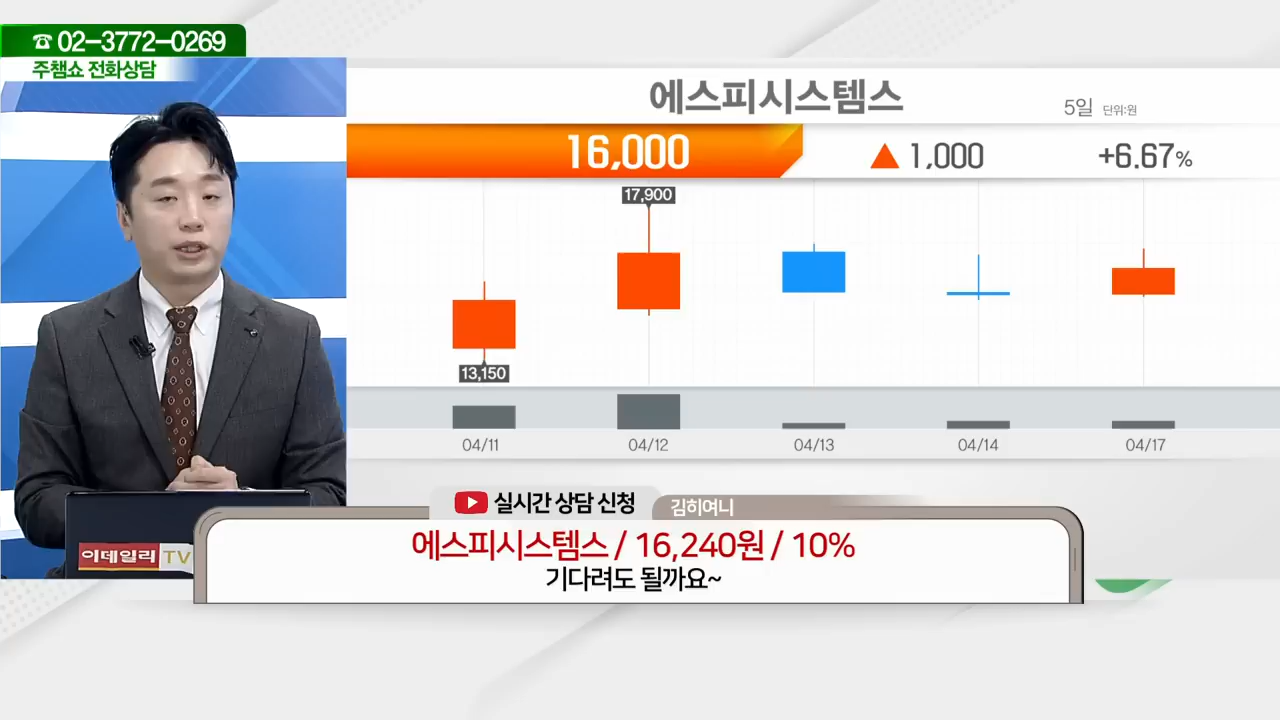 ☎ 02-3772-0269
주챔쇼 전화상담
에스피시스템스
5일 단위:원
16,000 ▲ 1,000 +6.67%
17,900
13,150
04/11 04/12 04/13 04/14 04/17
실시간 상담 신청 김히여니
에스피시스템스 / 16,240원 / 10%
기다려도 될까요~
이데일리 TV